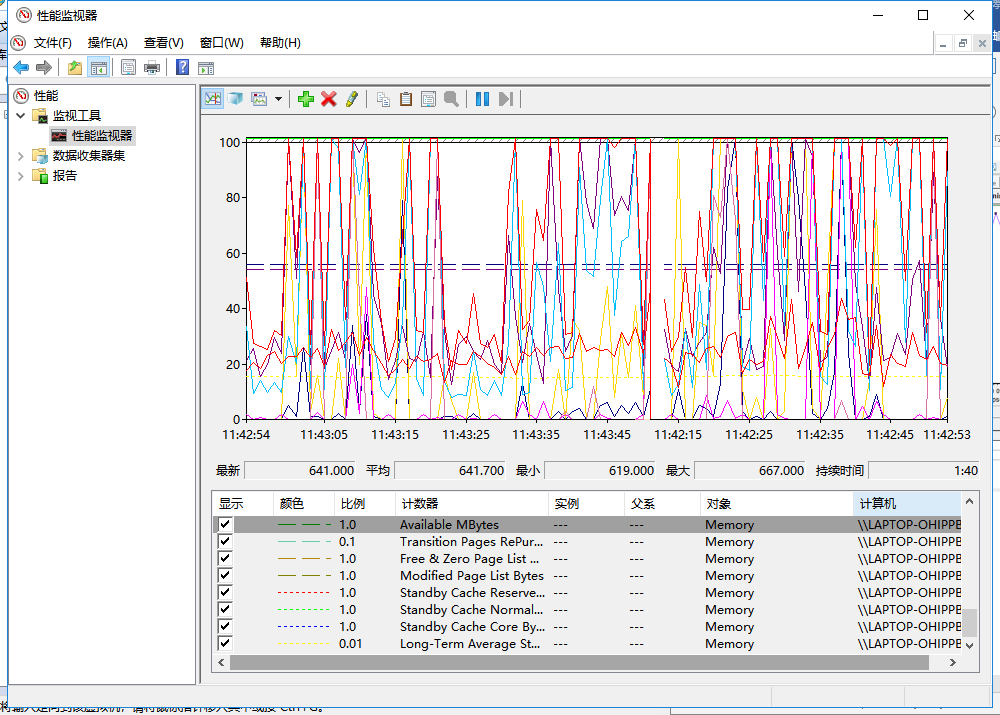 性能监视器
文件(F) 操作(A) 查看(V) 窗口(W) 帮助(H)
性能
监视工具
性能监视器
数据收集器集
报告
100
80
60
40
20
0
11:42:54 11:43:05 11:43:15 11:43:25 11:43:35 11:43:45 11:42:15 11:42:25 11:42:35 11:42:45 11:42:53
最新 641.000 平均 641.700 最小 619.000 最大 667.000 持续时间 1:40
显示 颜色 比例 计数器 实例 父系 对象 计算机
1.0 Available MBytes --- --- Memory \\LAPTOP-OHIPPB
0.1 Transition Pages RePur... --- --- Memory \\LAPTOP-OHIPPB
1.0 Free & Zero Page List ... --- --- Memory \\LAPTOP-OHIPPB
1.0 Modified Page List Bytes --- --- Memory \\LAPTOP-OHIPPB
1.0 Standby Cache Reserve... --- --- Memory \\LAPTOP-OHIPPB
1.0 Standby Cache Normal... --- --- Memory \\LAPTOP-OHIPPB
1.0 Standby Cache Core By... --- --- Memory \\LAPTOP-OHIPPB
0.01 Long-Term Average St... --- --- Memory \\LAPTOP-OHIPPB